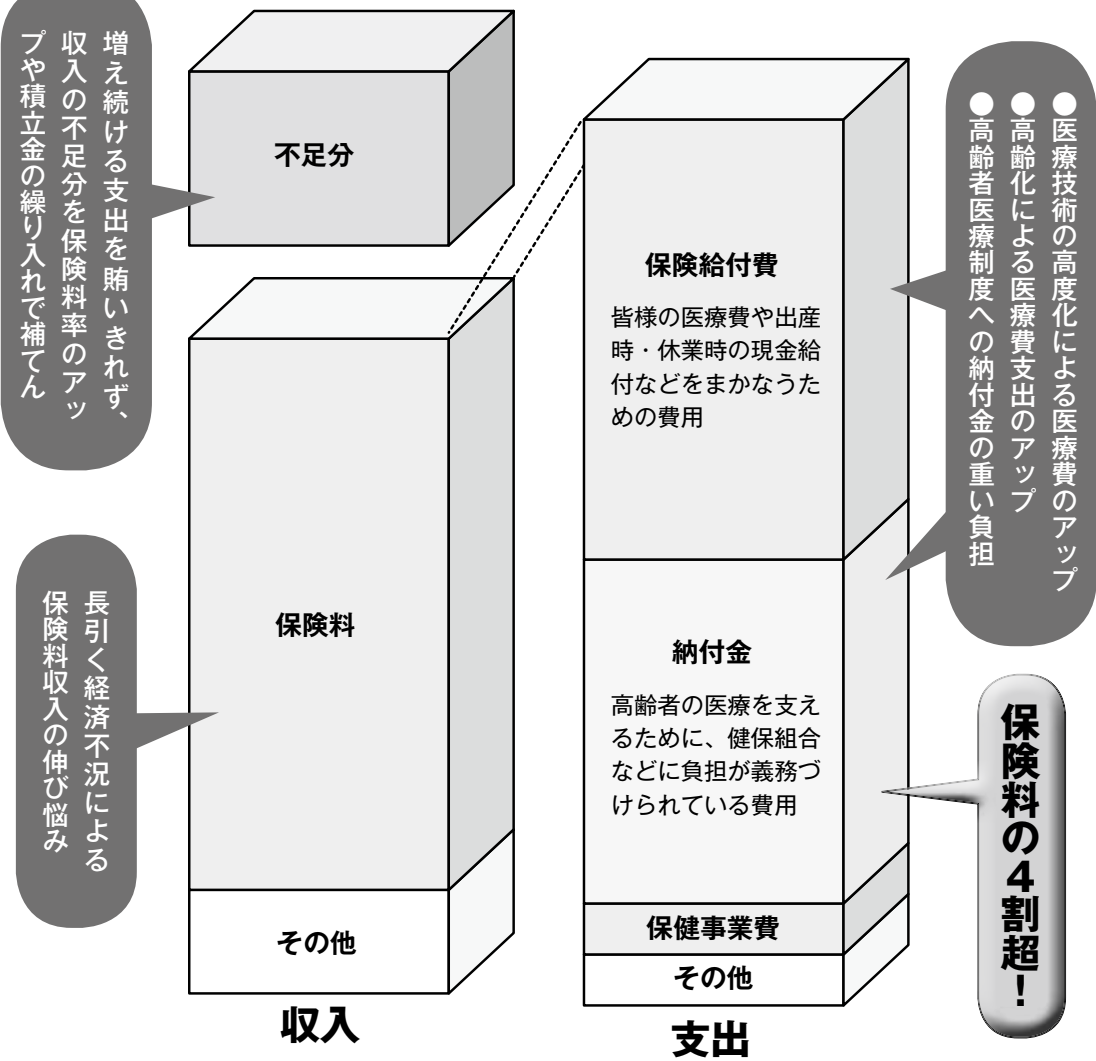 増え続ける支出を賄いきれず、
収入の不足分を保険料率のアッ
プや積立金の繰り入れで補てん
不足分
長引く経済不況による
保険料収入の伸び悩み
保険料
その他
収入
保険給付費
皆様の医療費や出産
時・休業時の現金給
付などをまかなうた
めの費用
納付金
高齢者の医療を支え
るために、健保組合
などに負担が義務づ
けられている費用
保健事業費
その他
支出
●医療技術の高度化による医療費のアップ
●高齢化による医療費支出のアップ
●高齢者医療制度への納付金の重い負担
保険料の4割超!